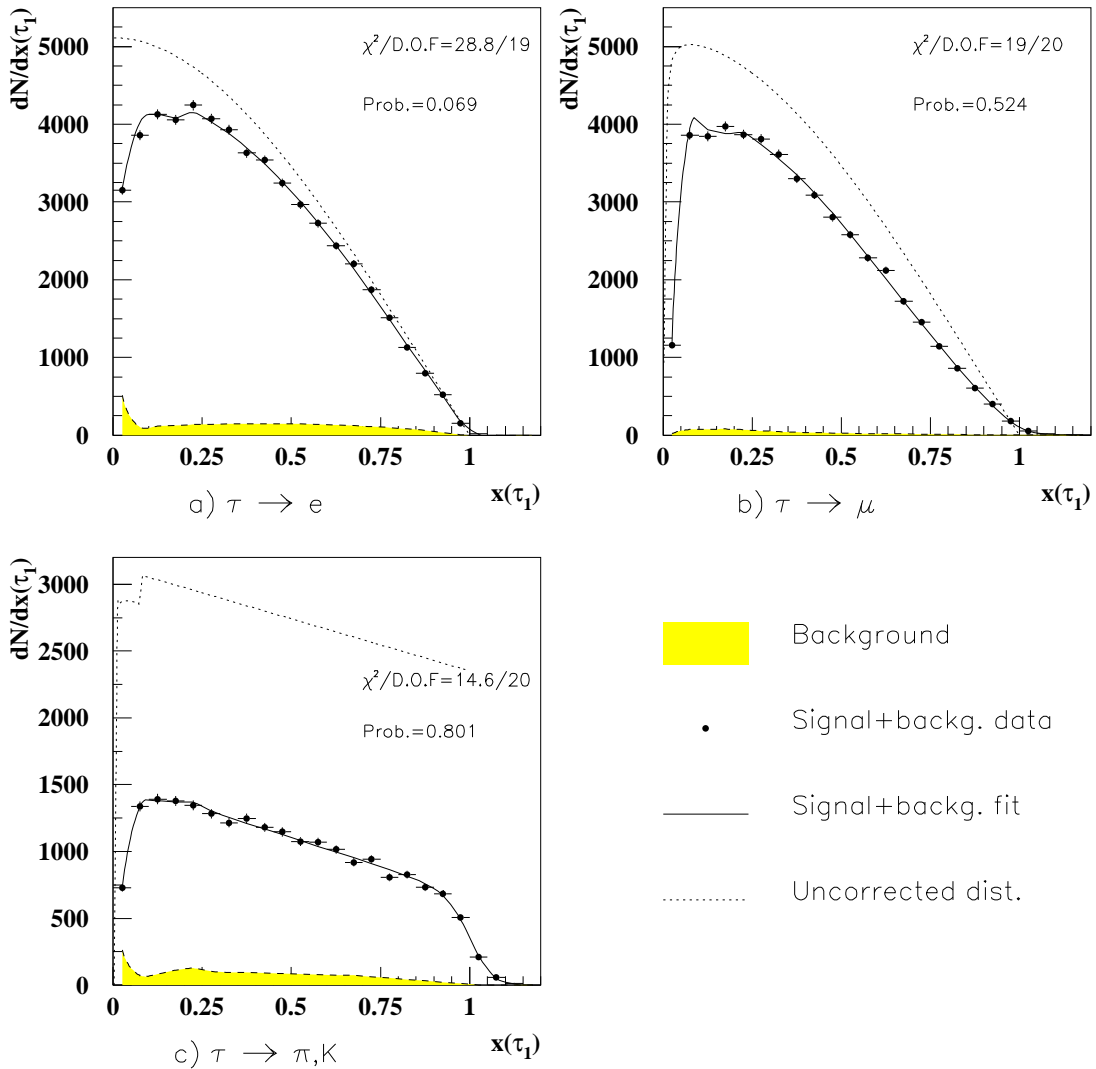 dN/dx(τ₁)
5000
4000
3000
2000
1000
0
χ²/D.O.F=28.8/19
Prob.=0.069
0 0.25 0.5 0.75 1
x(τ₁)
a) τ → e
dN/dx(τ₁)
5000
4000
3000
2000
1000
0
χ²/D.O.F=19/20
Prob.=0.524
0 0.25 0.5 0.75 1
x(τ₁)
b) τ → μ
dN/dx(τ₁)
3000
2500
2000
1500
1000
500
0
χ²/D.O.F=14.6/20
Prob.=0.801
0 0.25 0.5 0.75 1
x(τ₁)
c) τ → π,K
Background
Signal+backg. data
Signal+backg. fit
Uncorrected dist.